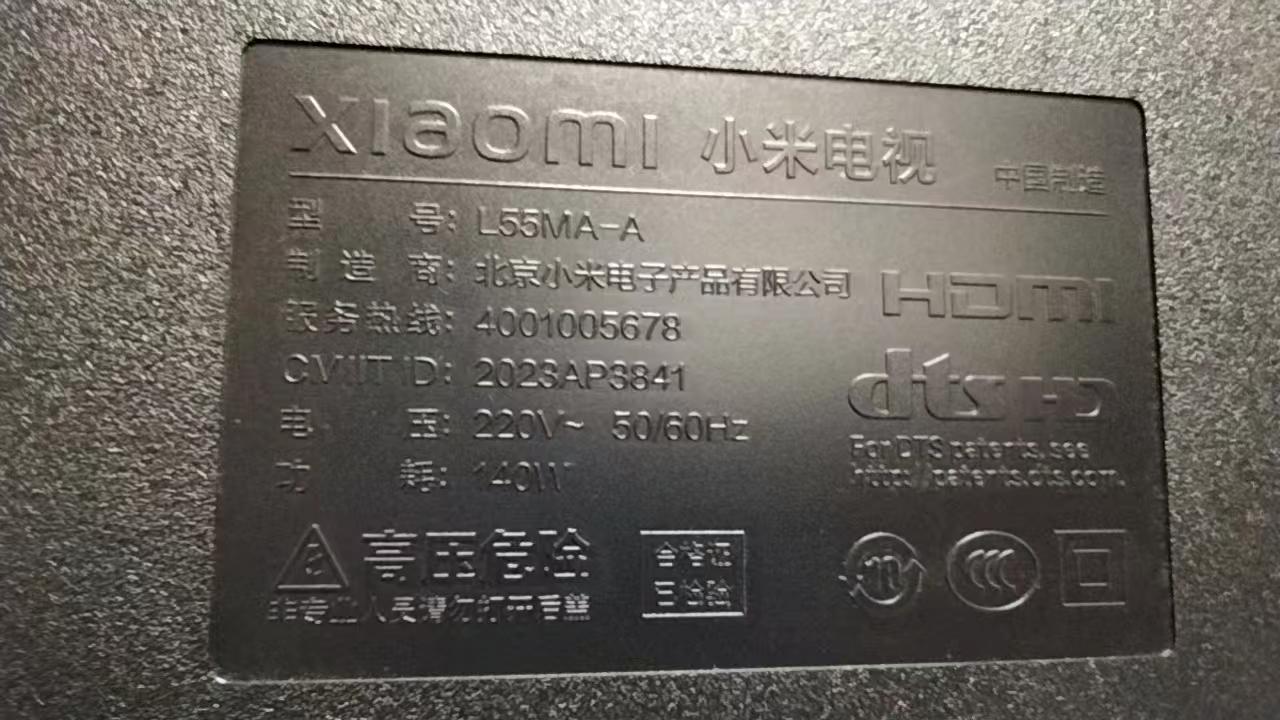 xiaomi 小米电视 中国制造
型 号: L55MA-A
制 造 商: 北京小米电子产品有限公司
服务热线: 4001005678
CMIIT ID: 2023AP3841
电 压: 220V~ 50/60Hz
功 耗: 140W
HDMI
dts HD
For DTS patents, see
http://patents.dts.com.
高压危险
非专业人员请勿打开后盖
合格证
已检验
10
CCC